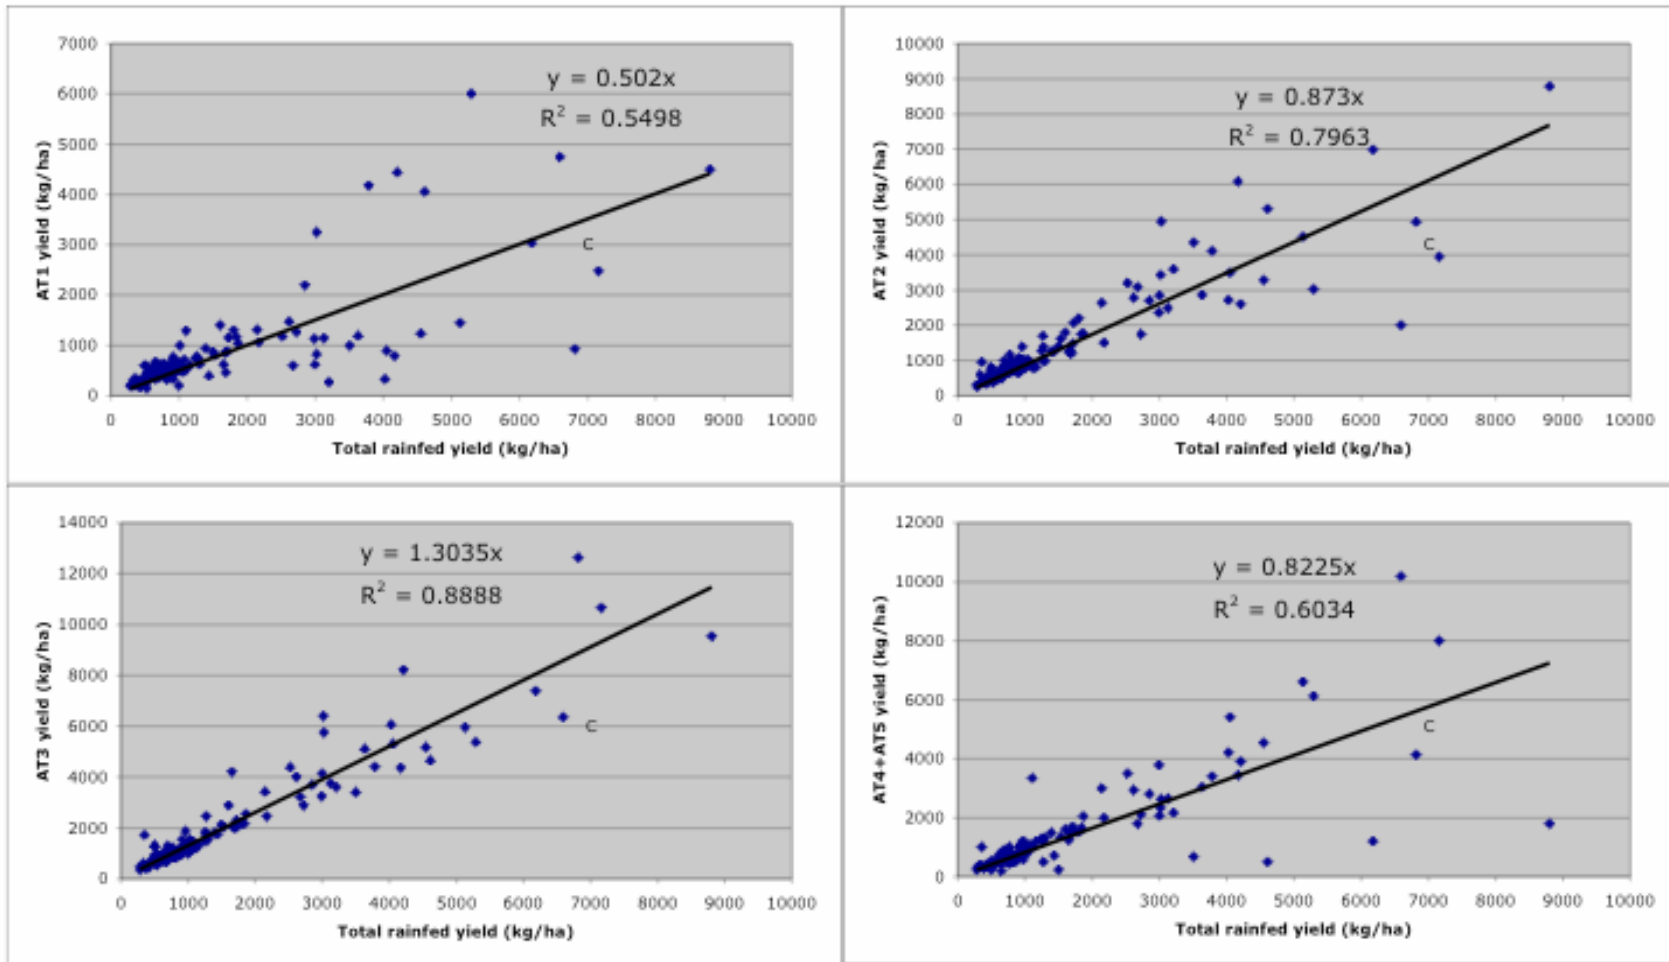 7000
6000
5000
4000
3000
2000
1000
0
AT1 yield (kg/ha)
y = 0.502x
R² = 0.5498
C
0 1000 2000 3000 4000 5000 6000 7000 8000 9000 10000
Total rainfed yield (kg/ha)
10000
9000
8000
7000
6000
5000
4000
3000
2000
1000
0
AT2 yield (kg/ha)
y = 0.873x
R² = 0.7963
C
0 1000 2000 3000 4000 5000 6000 7000 8000 9000 10000
Total rainfed yield (kg/ha)
14000
12000
10000
8000
6000
4000
2000
0
AT3 yield (kg/ha)
y = 1.3035x
R² = 0.8888
C
0 1000 2000 3000 4000 5000 6000 7000 8000 9000 10000
Total rainfed yield (kg/ha)
12000
10000
8000
6000
4000
2000
0
AT4+AT5 yield (kg/ha)
y = 0.8225x
R² = 0.6034
C
0 1000 2000 3000 4000 5000 6000 7000 8000 9000 10000
Total rainfed yield (kg/ha)